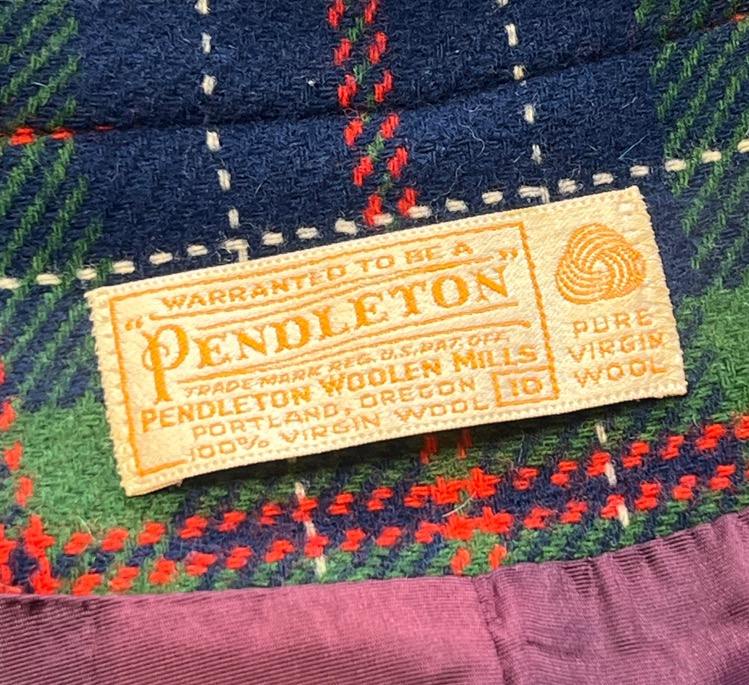 WARRANTED TO BE A
"PENDLETON"
TRADE MARK REG. U.S. PAT. OFF.
PENDLETON WOOLEN MILLS
PORTLAND, OREGON
100% VIRGIN WOOL
10
PURE
VIRGIN
WOOL